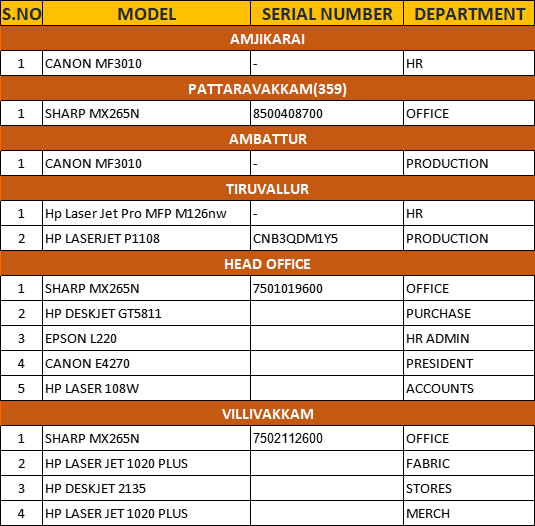 S.NO MODEL SERIAL NUMBER DEPARTMENT
AMJIKARAI
1 CANON MF3010 - HR
PATTARAVAKKAM(359)
1 SHARP MX265N 8500408700 OFFICE
AMBATTUR
1 CANON MF3010 - PRODUCTION
TIRUVALLUR
1 Hp Laser Jet Pro MFP M126nw - HR
2 HP LASERJET P1108 CNB3QDM1Y5 PRODUCTION
HEAD OFFICE
1 SHARP MX265N 7501019600 OFFICE
2 HP DESKJET GT5811 PURCHASE
3 EPSON L220 HR ADMIN
4 CANON E4270 PRESIDENT
5 HP LASER 108W ACCOUNTS
VILLIVAKKAM
1 SHARP MX265N 7502112600 OFFICE
2 HP LASER JET 1020 PLUS FABRIC
3 HP DESKJET 2135 STORES
4 HP LASER JET 1020 PLUS MERCH